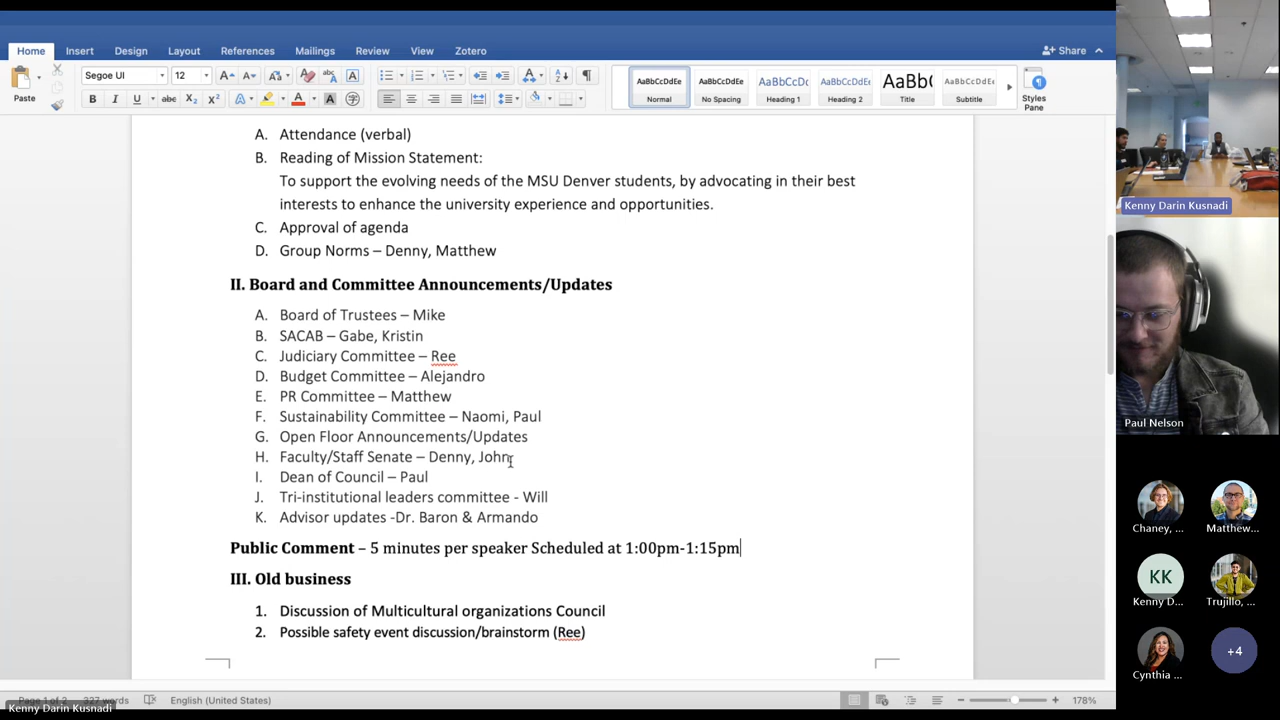 Home Insert Design Layout References Mailings Review View Zotero Share
Paste Segoe UI 12
AaBbCcDdEe AaBbCcDdEe AaBbCcDc AaBbCcDdEe AaBb( AaBbCcDdEe
Normal No Spacing Heading 1 Heading 2 Title Subtitle Styles Pane
A. Attendance (verbal)
B. Reading of Mission Statement:
To support the evolving needs of the MSU Denver students, by advocating in their best
interests to enhance the university experience and opportunities.
C. Approval of agenda
D. Group Norms – Denny, Matthew
II. Board and Committee Announcements/Updates
A. Board of Trustees – Mike
B. SACAB – Gabe, Kristin
C. Judiciary Committee – Ree
D. Budget Committee – Alejandro
E. PR Committee – Matthew
F. Sustainability Committee – Naomi, Paul
G. Open Floor Announcements/Updates
H. Faculty/Staff Senate – Denny, John
I. Dean of Council – Paul
J. Tri-institutional leaders committee - Will
K. Advisor updates -Dr. Baron & Armando
Public Comment – 5 minutes per speaker Scheduled at 1:00pm-1:15pm
III. Old business
1. Discussion of Multicultural organizations Council
2. Possible safety event discussion/brainstorm (Ree)
Page 1 of 2 327 words English (United States) 178%
Kenny Darin Kusnadi
Kenny Darin Kusnadi
Paul Nelson
Chaney, ... Matthew...
KK
Kenny D... Trujillo, ...
Cynthia ... +4